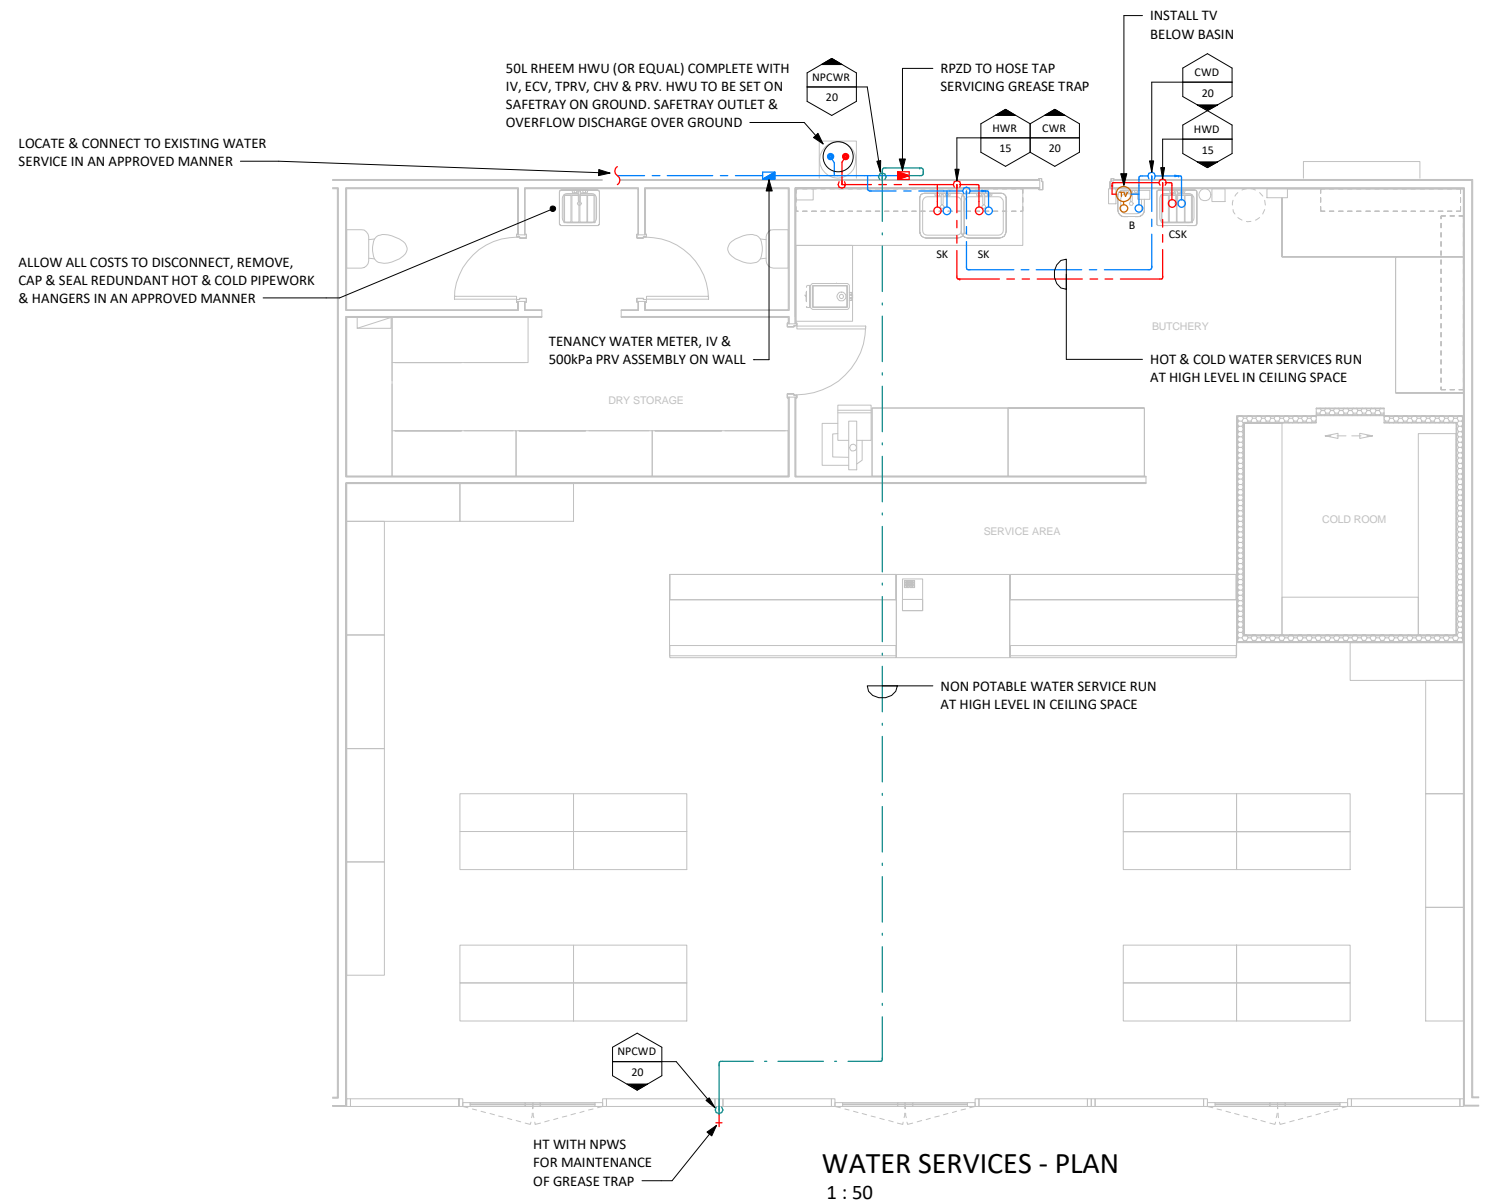 INSTALL TV
BELOW BASIN
50L RHEEM HWU (OR EQUAL) COMPLETE WITH
IV, ECV, TPRV, CHV & PRV. HWU TO BE SET ON
SAFETRAY ON GROUND. SAFETRAY OUTLET &
OVERFLOW DISCHARGE OVER GROUND
NPCWR
20
RPZD TO HOSE TAP
SERVICING GREASE TRAP
CWD
20
HWR
15
CWR
20
HWD
15
LOCATE & CONNECT TO EXISTING WATER
SERVICE IN AN APPROVED MANNER
TV
B
CSK
SK
SK
ALLOW ALL COSTS TO DISCONNECT, REMOVE,
CAP & SEAL REDUNDANT HOT & COLD PIPEWORK
& HANGERS IN AN APPROVED MANNER
TENANCY WATER METER, IV &
500kPa PRV ASSEMBLY ON WALL
BUTCHERY
HOT & COLD WATER SERVICES RUN
AT HIGH LEVEL IN CEILING SPACE
DRY STORAGE
SERVICE AREA
COLD ROOM
NON POTABLE WATER SERVICE RUN
AT HIGH LEVEL IN CEILING SPACE
NPCWD
20
HT WITH NPWS
FOR MAINTENANCE
OF GREASE TRAP
WATER SERVICES - PLAN
1 : 50